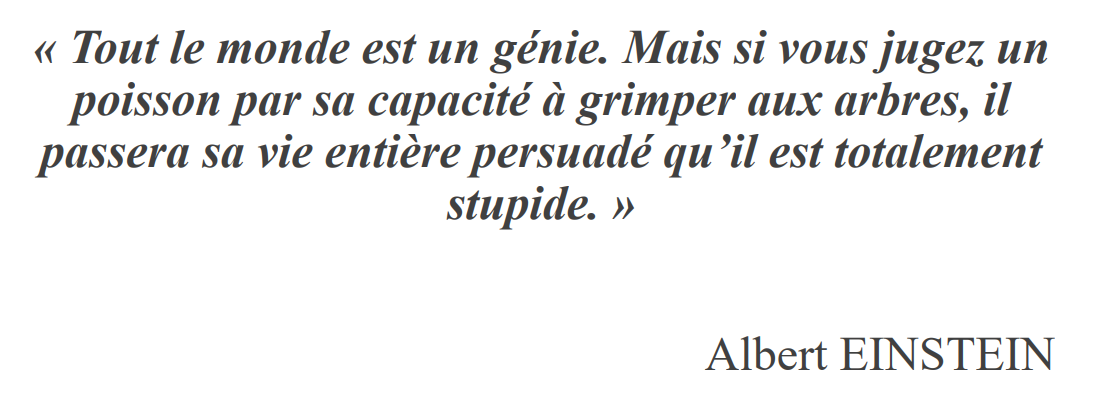 « Tout le monde est un génie. Mais si vous jugez un
poisson par sa capacité à grimper aux arbres, il
passera sa vie entière persuadé qu’il est totalement
stupide. »
Albert EINSTEIN